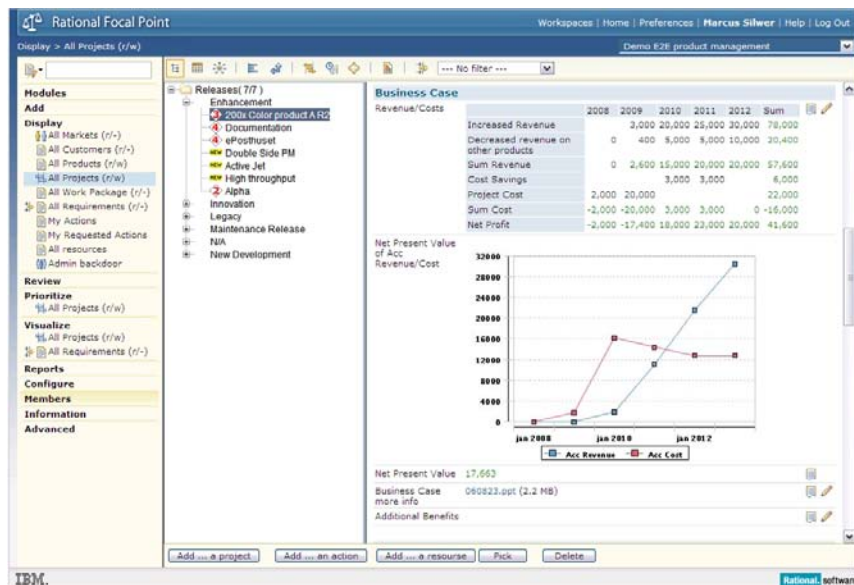 Rational Focal Point
Workspaces | Home | Preferences | Marcus Silwer | Help | Log Out
Display > All Projects (r/w)
Demo E2E product management
--- No filter ---
Modules
Add
Display
All Markets (r/-)
All Customers (r/-)
All Products (r/w)
All Projects (r/w)
All Work Package (r/-)
All Requirements (r/-)
My Actions
My Requested Actions
All resources
Admin backdoor
Review
Prioritize
All Projects (r/w)
Visualize
All Projects (r/w)
All Requirements (r/-)
Reports
Configure
Members
Information
Advanced
Releases( 7/7 )
Enhancement
3 200x Color product A R2
4 Documentation
4 ePosthuset
NEW Double Side PM
NEW Active Jet
NEW High throughput
2 Alpha
Innovation
Legacy
Maintenance Release
N/A
New Development
Business Case
Revenue/Costs
2008 2009 2010 2011 2012 Sum
Increased Revenue 3,000 20,000 25,000 30,000 78,000
Decreased revenue on other products 0 400 5,000 5,000 10,000 20,400
Sum Revenue 0 2,600 15,000 20,000 20,000 57,600
Cost Savings 3,000 3,000 6,000
Project Cost 2,000 20,000 22,000
Sum Cost -2,000 -20,000 3,000 3,000 0 -16,000
Net Profit -2,000 -17,400 18,000 23,000 20,000 41,600
Net Present Value
of Acc
Revenue/Cost
32000
28000
24000
20000
16000
12000
8000
4000
0
jan 2008 jan 2010 jan 2012
Acc Revenue Acc Cost
Net Present Value 17,663
Business Case
more info
060823.ppt (2.2 MB)
Additional Benefits
Add ... a project Add ... an action Add ... a resourse Pick Delete
IBM.
Rational. software